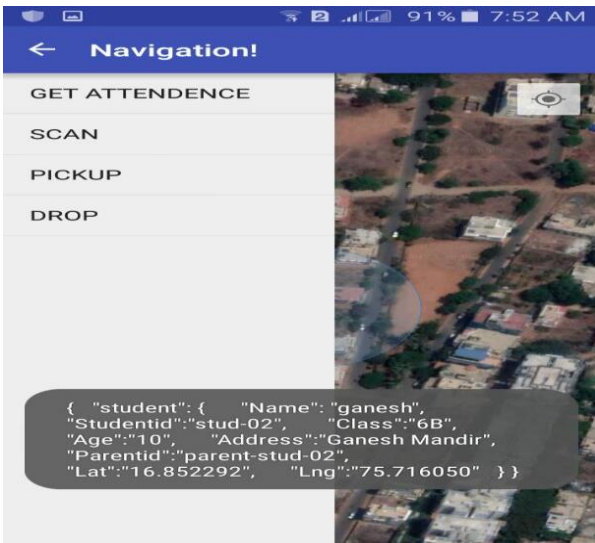 2 91% 7:52 AM
Navigation!
GET ATTENDENCE
SCAN
PICKUP
DROP
{ "student": { "Name": "ganesh",
"Studentid":"stud-02", "Class":"6B",
"Age":"10", "Address":"Ganesh Mandir",
"Parentid":"parent-stud-02",
"Lat":"16.852292", "Lng":"75.716050" } }